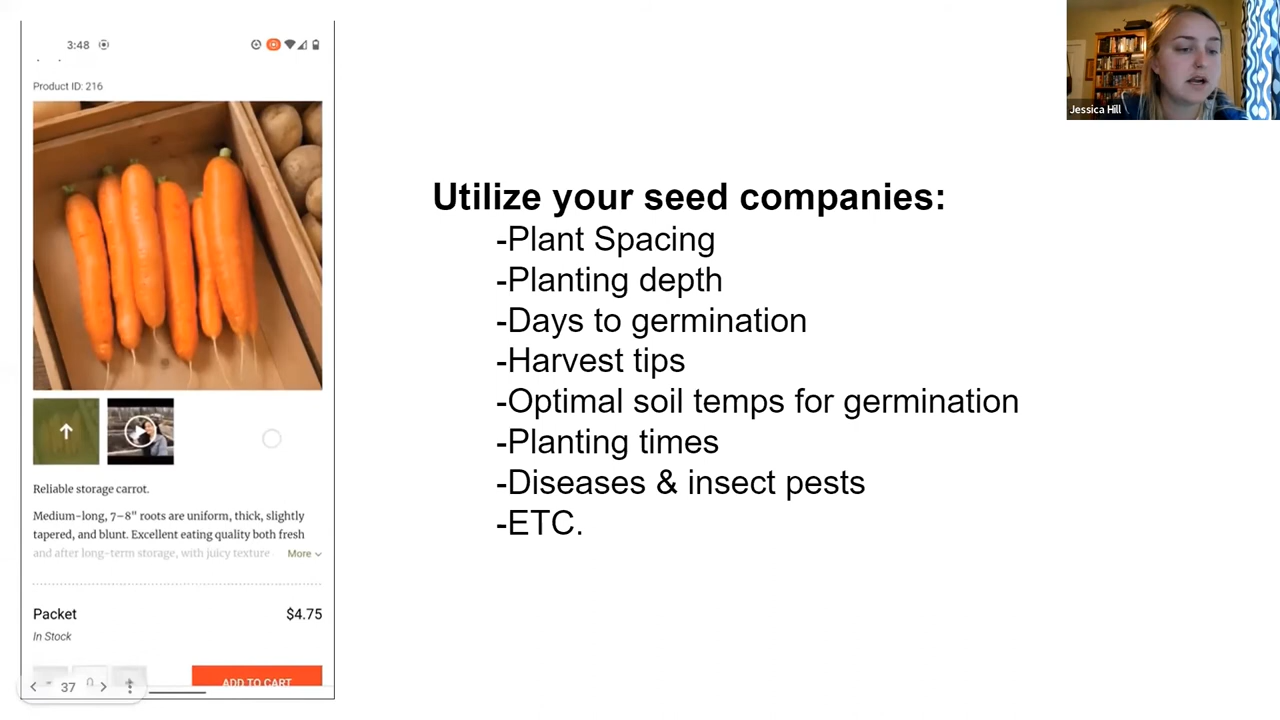 3:48
Product ID: 216
Reliable storage carrot.
Medium-long, 7–8" roots are uniform, thick, slightly
tapered, and blunt. Excellent eating quality both fresh
and after long-term storage, with juicy texture
More
Packet
$4.75
In Stock
- 0 +
ADD TO CART
37
Utilize your seed companies:
-Plant Spacing
-Planting depth
-Days to germination
-Harvest tips
-Optimal soil temps for germination
-Planting times
-Diseases & insect pests
-ETC.
Jessica Hill